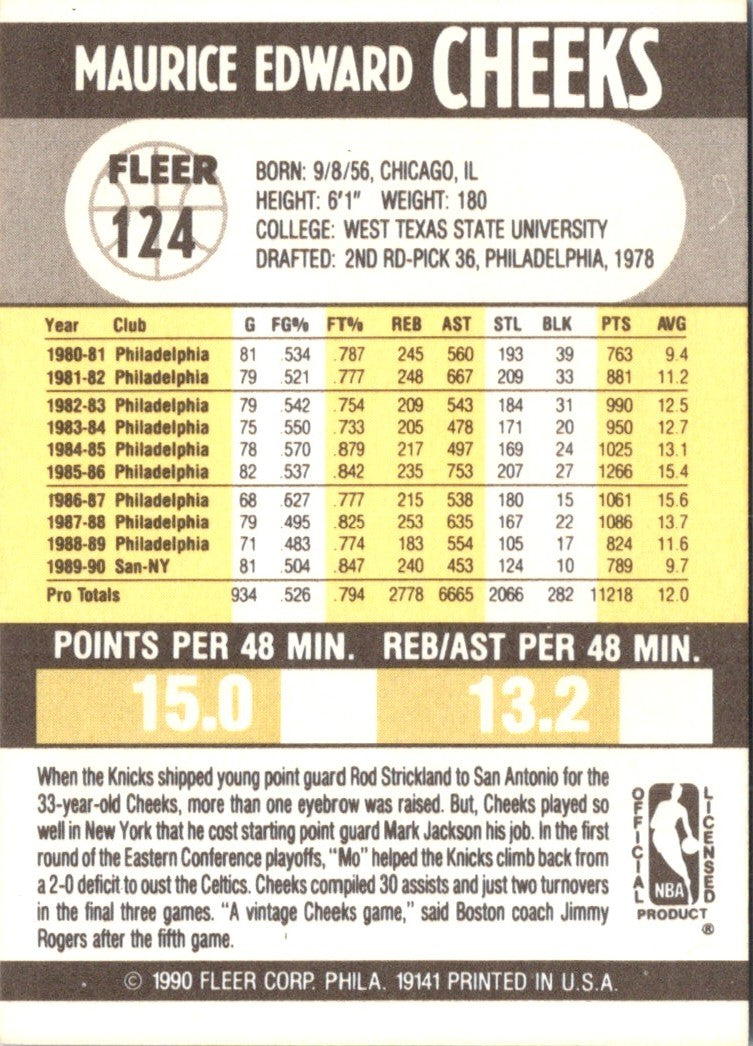 MAURICE EDWARD CHEEKS
FLEER
124
BORN: 9/8/56, CHICAGO, IL
HEIGHT: 6'1" WEIGHT: 180
COLLEGE: WEST TEXAS STATE UNIVERSITY
DRAFTED: 2ND RD-PICK 36, PHILADELPHIA, 1978
Year Club G FG% FT% REB AST STL BLK PTS AVG
1980-81 Philadelphia 81 .534 .787 245 560 193 39 763 9.4
1981-82 Philadelphia 79 .521 .777 248 667 209 33 881 11.2
1982-83 Philadelphia 79 .542 .754 209 543 184 31 990 12.5
1983-84 Philadelphia 75 .550 .733 205 478 171 20 950 12.7
1984-85 Philadelphia 78 .570 .879 217 497 169 24 1025 13.1
1985-86 Philadelphia 82 .537 .842 235 753 207 27 1266 15.4
1986-87 Philadelphia 68 .527 .777 215 538 180 15 1061 15.6
1987-88 Philadelphia 79 .495 .825 253 635 167 22 1086 13.7
1988-89 Philadelphia 71 .483 .774 183 554 105 17 824 11.6
1989-90 San-NY 81 .504 .847 240 453 124 10 789 9.7
Pro Totals 934 .526 .794 2778 6665 2066 282 11218 12.0
POINTS PER 48 MIN. REB/AST PER 48 MIN.
15.0 13.2
When the Knicks shipped young point guard Rod Strickland to San Antonio for the
33-year-old Cheeks, more than one eyebrow was raised. But, Cheeks played so
well in New York that he cost starting point guard Mark Jackson his job. In the first
round of the Eastern Conference playoffs, "Mo" helped the Knicks climb back from
a 2-0 deficit to oust the Celtics. Cheeks compiled 30 assists and just two turnovers
in the final three games. "A vintage Cheeks game," said Boston coach Jimmy
Rogers after the fifth game.
OFFICIAL
LICENSED
NBA
PRODUCT
®
© 1990 FLEER CORP. PHILA. 19141 PRINTED IN U.S.A.